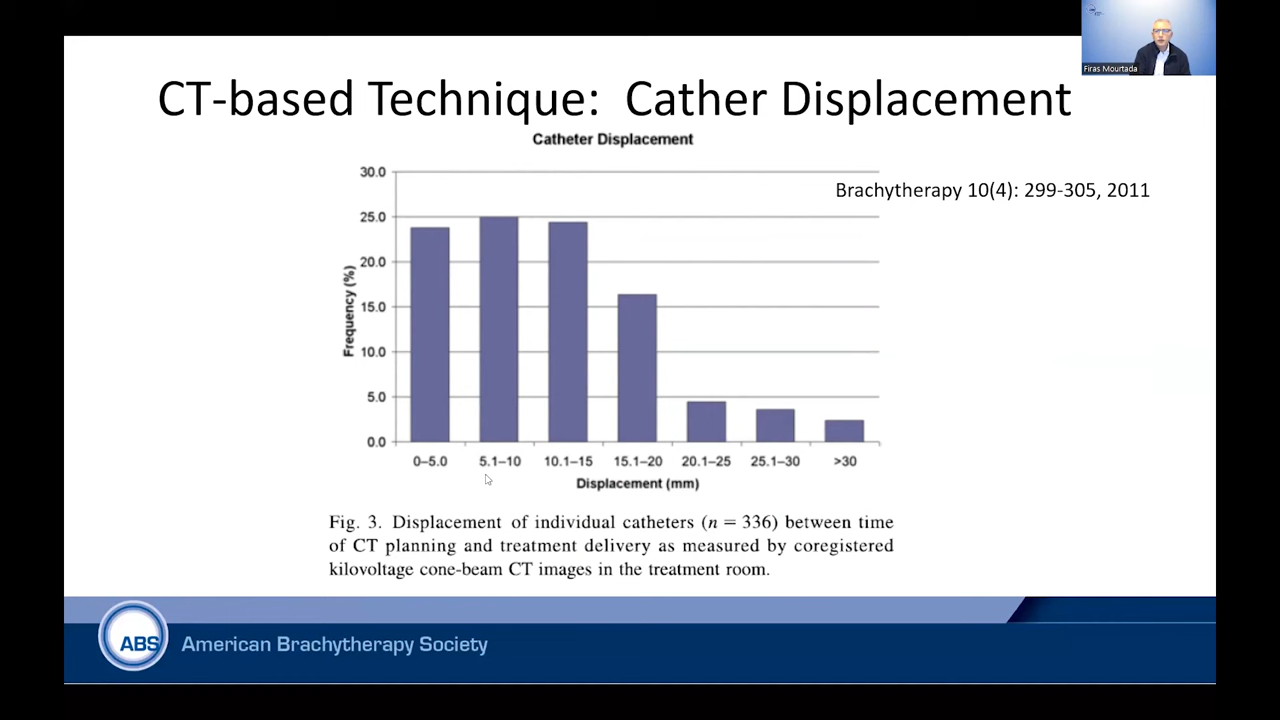 Firas Mourtada
CT-based Technique:  Cather Displacement
Catheter Displacement
Brachytherapy 10(4): 299-305, 2011
30.0
25.0
20.0
15.0
10.0
5.0
0.0
Frequency (%)
0–5.0 5.1–10 10.1–15 15.1–20 20.1–25 25.1–30 >30
Displacement (mm)
Fig. 3. Displacement of individual catheters (n = 336) between time
of CT planning and treatment delivery as measured by coregistered
kilovoltage cone-beam CT images in the treatment room.
ABS American Brachytherapy Society